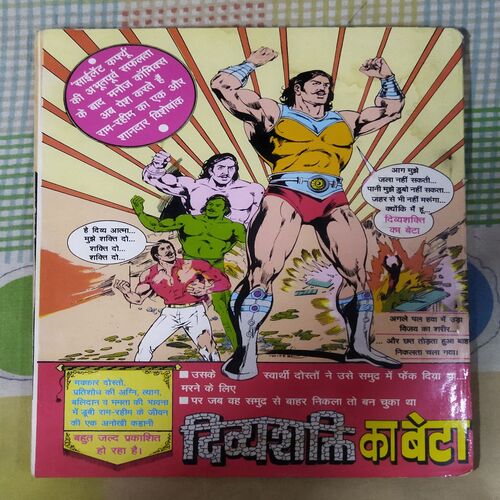 'साईलैंट कर्फ्यू'
की अभूतपूर्व सफलता
के बाद मनोज कॉमिक्स
अब पेश करते हैं
राम-रहीम का एक और
शानदार विशेषांक
आग मुझे
जला नहीं सकती...
पानी मुझे डुबो नहीं सकता...
जहर से भी नहीं मरूंगा...
क्योंकि मैं हूं,
दिव्यशक्ति
का बेटा
हे दिव्य आत्मा...
मुझे शक्ति दो...
शक्ति दो...
शक्ति दो...
अगले पल हवा में उड़ा
विजय का शरीर...
और छत तोड़ता हुआ बाहर
निकलता चला गया।
मक्कार दोस्तो,
प्रतिशोध की अग्नि, त्याग,
बलिदान व ममता की भावना
में डूबी राम-रहीम के जीवन
की एक अनोखी कहानी
बहुत जल्द प्रकाशित
हो रहा है।
उसके स्वार्थी दोस्तों ने उसे समुद्र में फेंक दिया था...
मरने के लिए
पर जब वह समुद्र से बाहर निकला तो बन चुका था
दिव्यशक्ति का बेटा